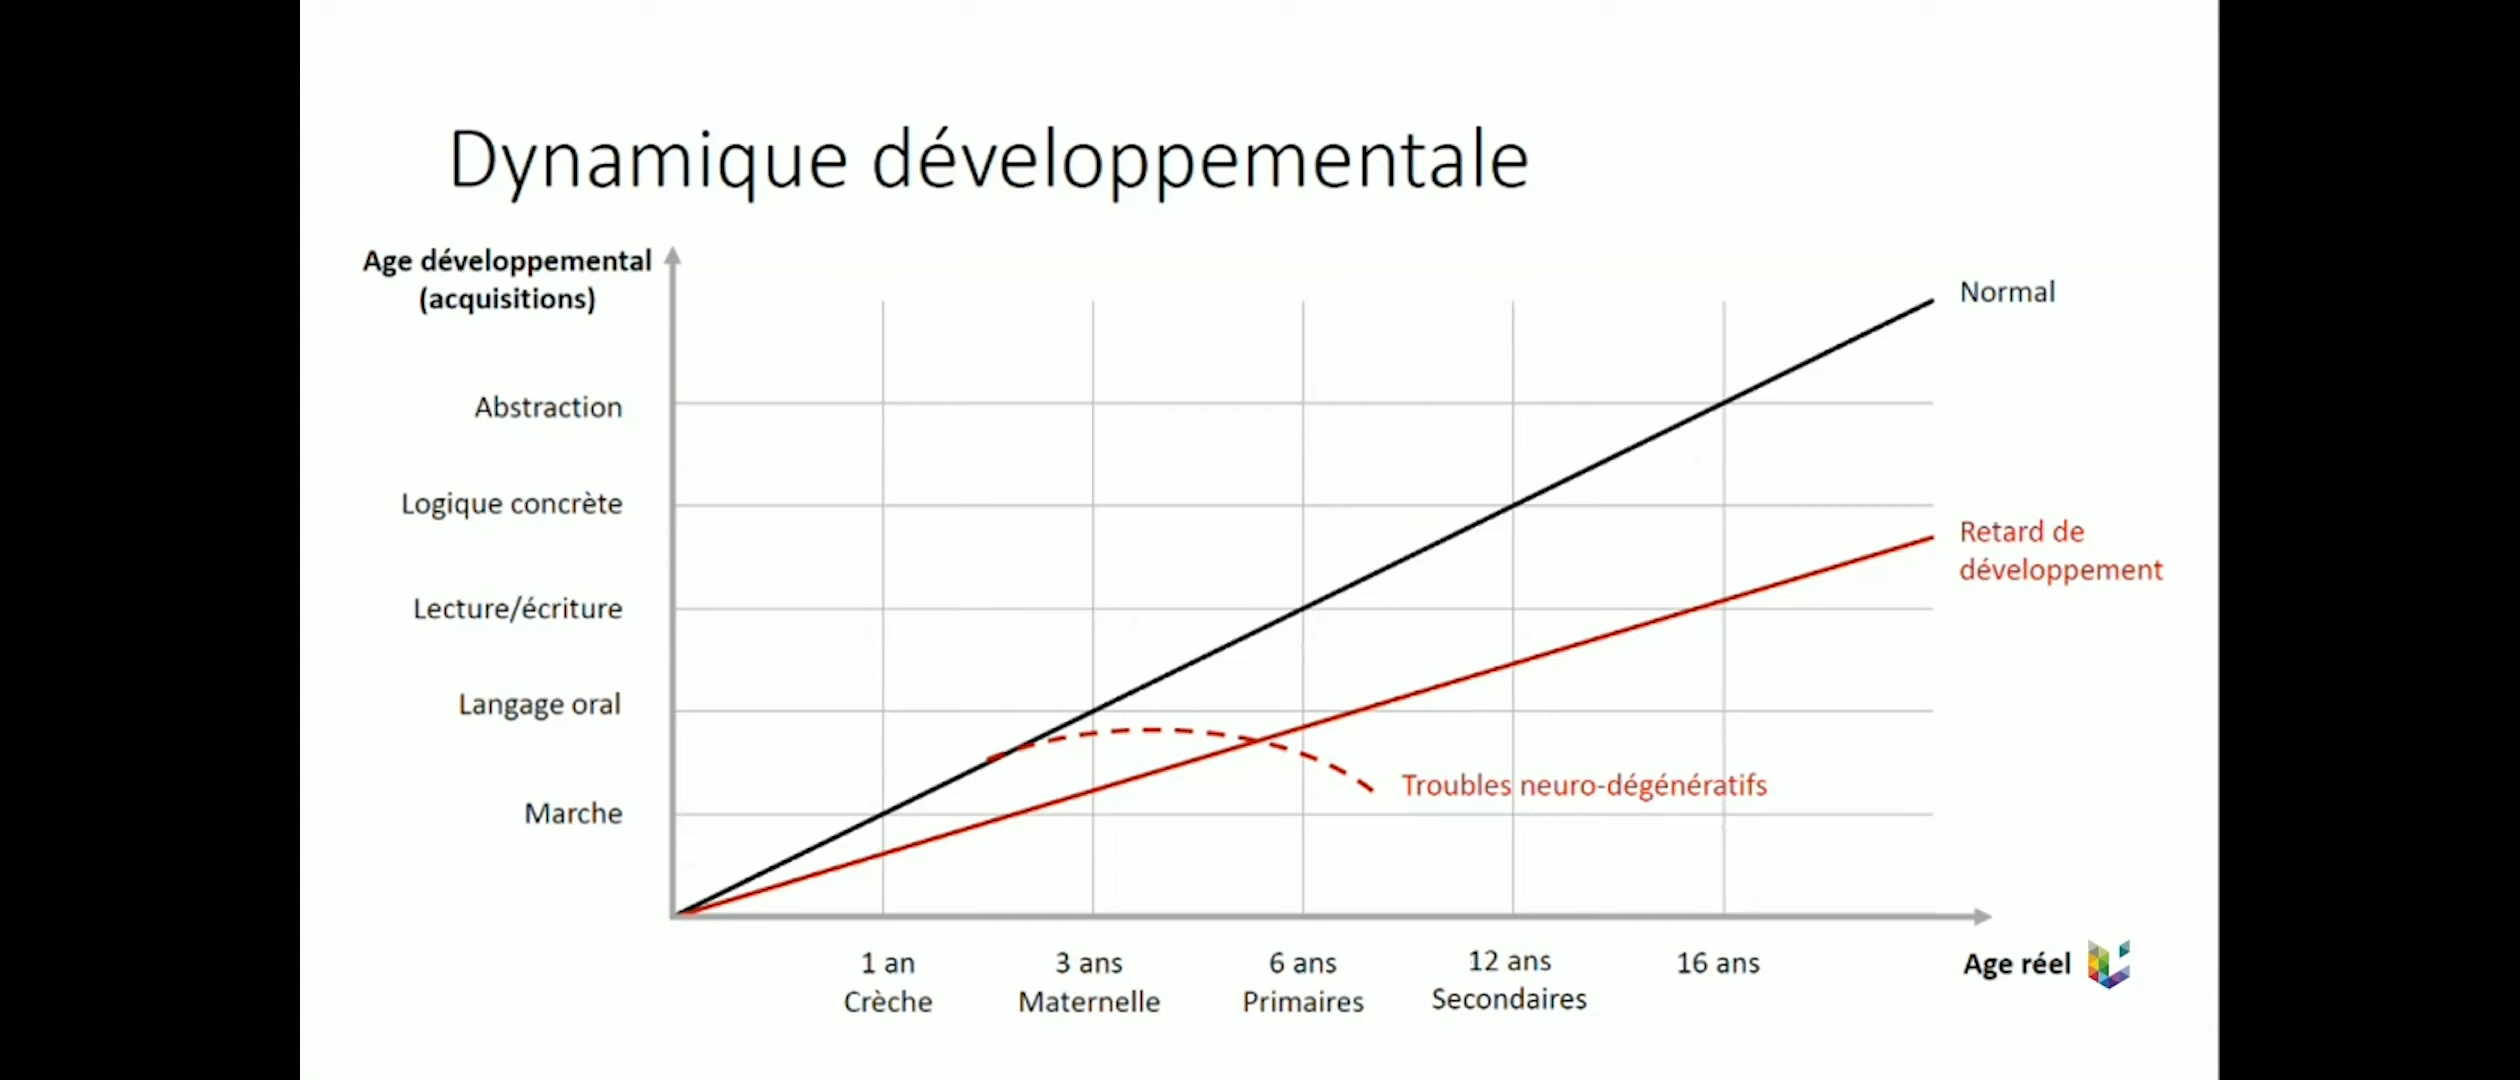 Dynamique développementale
Age développemental
(acquisitions)
Normal
Abstraction
Logique concrète
Retard de
développement
Lecture/écriture
Langage oral
Troubles neuro-dégénératifs
Marche
1 an
Crèche
3 ans
Maternelle
6 ans
Primaires
12 ans
Secondaires
16 ans
Age réel